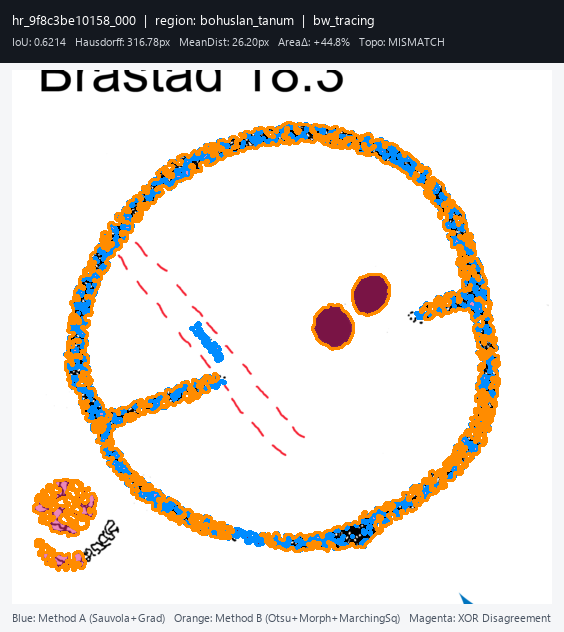 hr_9f8c3be10158_000 | region: bohuslan_tanum | bw_tracing
IoU: 0.6214 Hausdorff: 316.78px MeanDist: 26.20px AreaΔ: +44.8% Topo: MISMATCH
Brastad 18.3
Blue: Method A (Sauvola+Grad) Orange: Method B (Otsu+Morph+MarchingSq) Magenta: XOR Disagreement